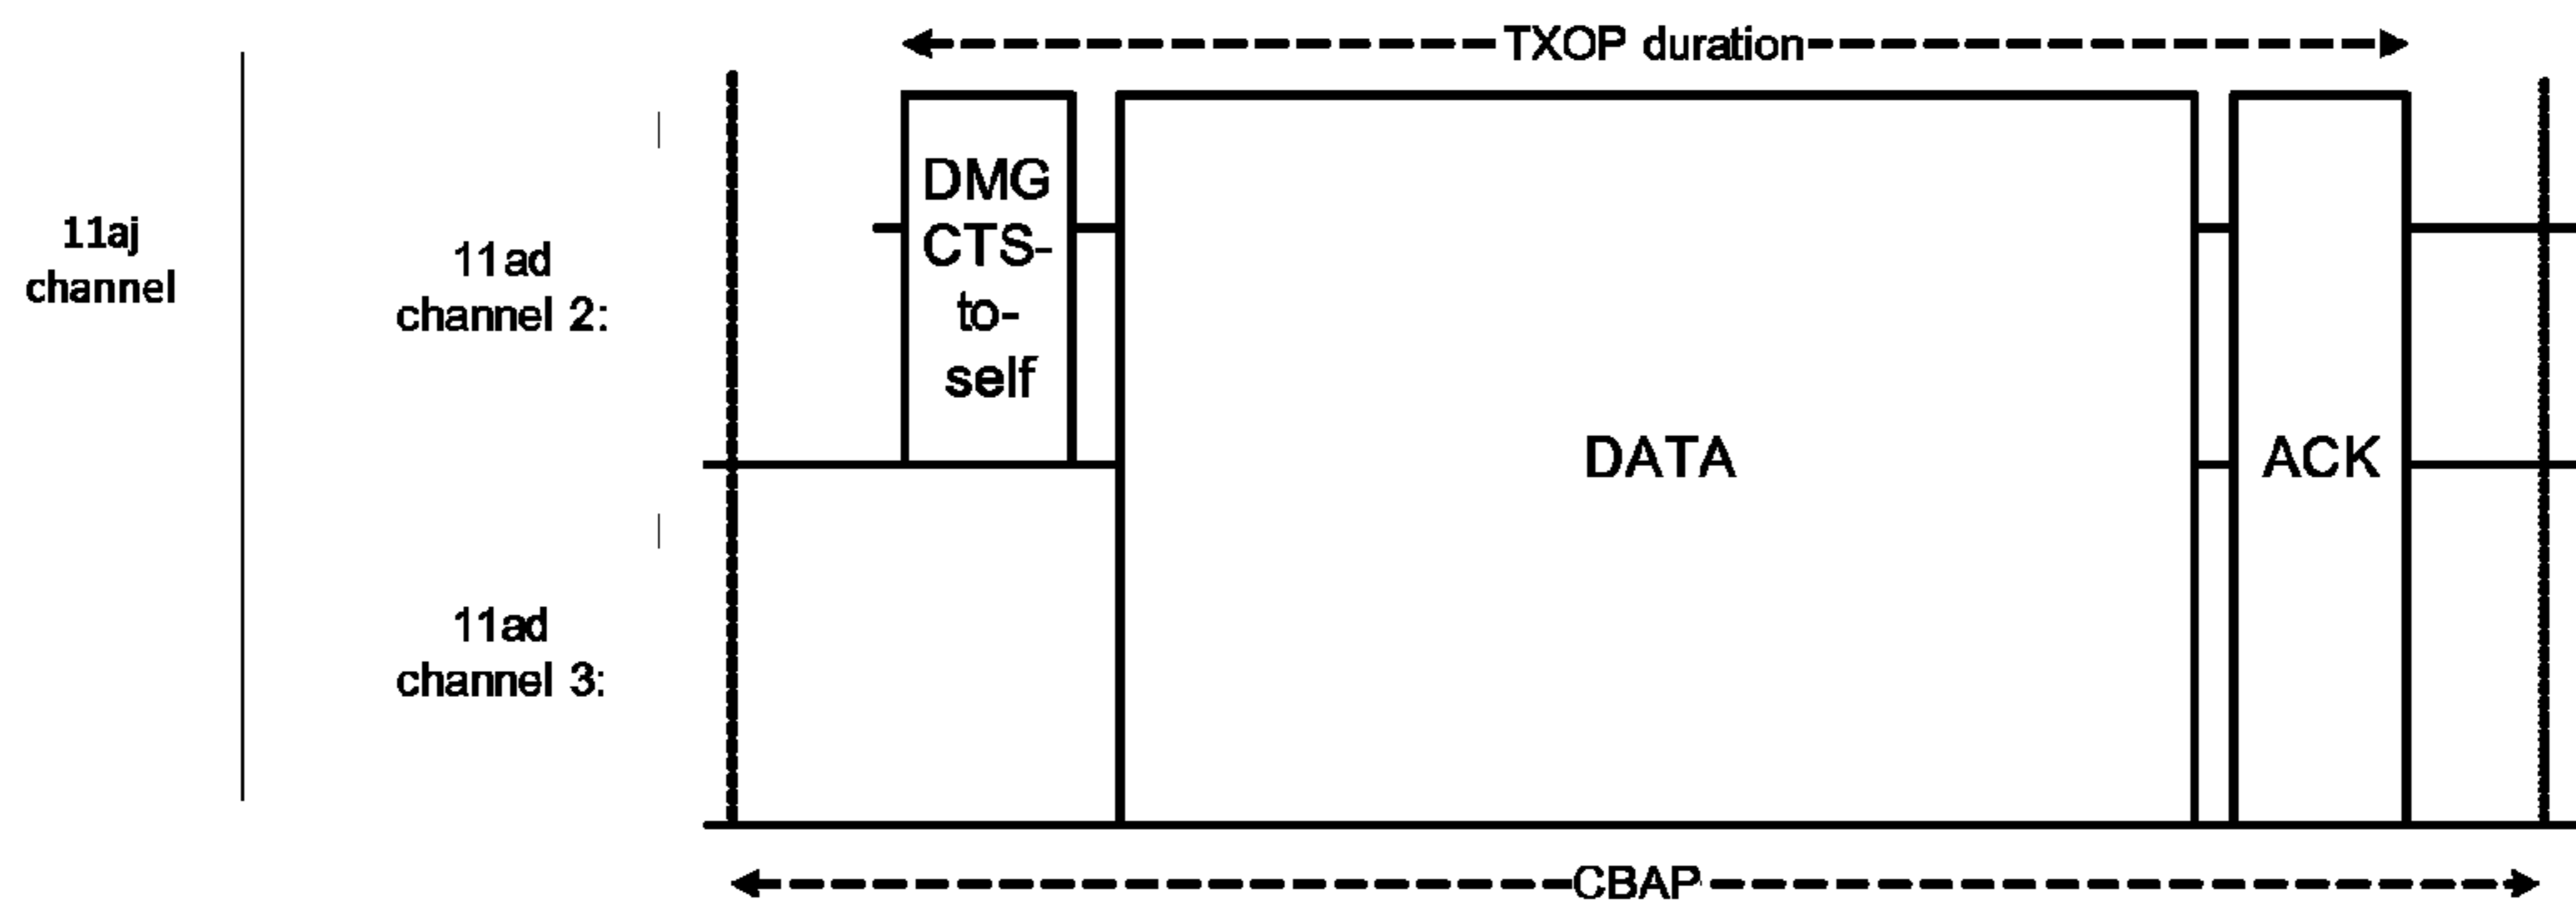 TXOP duration
11aj
channel
11ad
channel 2:
DMG
CTS-
to-
self
DATA
ACK
11ad
channel 3:
CBAP